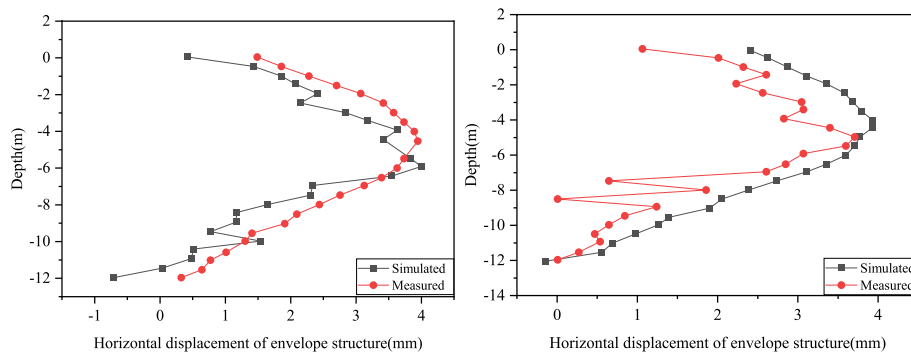 2
0
-2
-4
-6
-8
-10
-12
Depth(m)
Simulated
Measured
-1 0 1 2 3 4
Horizontal displacement of envelope structure(mm)
2
0
-2
-4
-6
-8
-10
-12
-14
Depth(m)
Simulated
Measured
0 1 2 3 4
Horizontal displacement of envelope structure(mm)